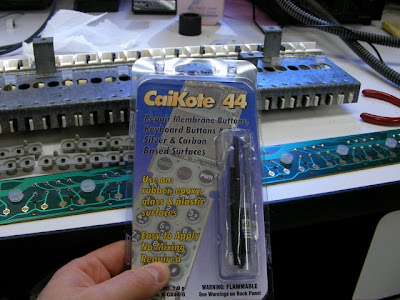 CaiKote 44
Repair Membrane Buttons,
Keyboard Buttons &
Silver & Carbon
Based Surfaces
Use on
rubber, epoxy,
glass & plastic
surfaces
Easy to Apply
No Mixing
Required
PWR
WARNING: FLAMMABLE
See Warnings on Back Panel